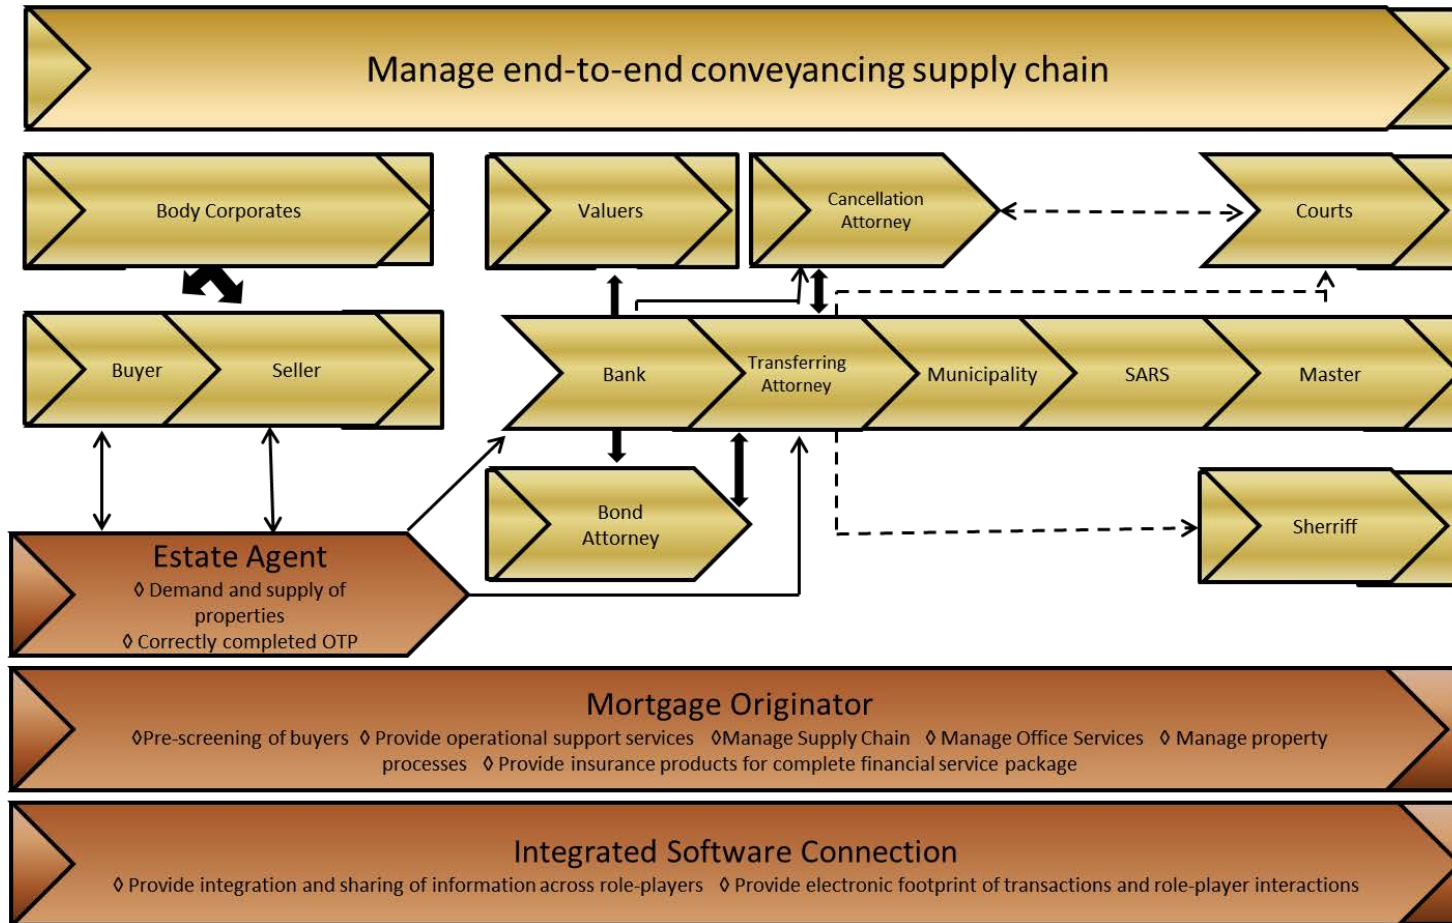 Manage end-to-end conveyancing supply chain
Body Corporates
Valuers
Cancellation
Attorney
Courts
Buyer
Seller
Bank
Transferring
Attorney
Municipality
SARS
Master
Bond
Attorney
Sherriff
Estate Agent
◊ Demand and supply of
properties
◊ Correctly completed OTP
Mortgage Originator
◊Pre-screening of buyers ◊ Provide operational support services ◊Manage Supply Chain ◊ Manage Office Services ◊ Manage property
processes ◊ Provide insurance products for complete financial service package
Integrated Software Connection
◊ Provide integration and sharing of information across role-players ◊ Provide electronic footprint of transactions and role-player interactions